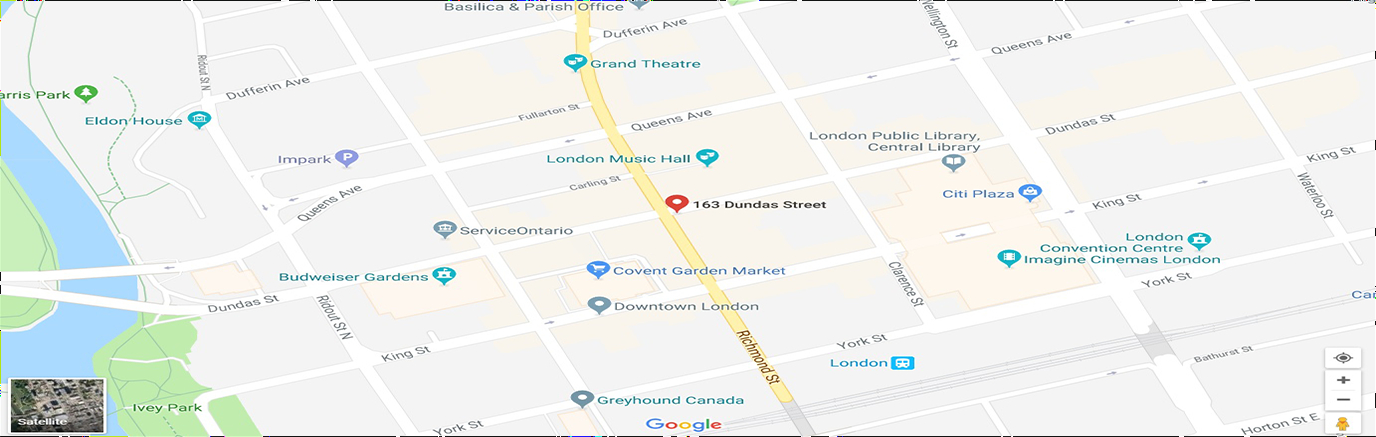 Basilica & Parish Office
Dufferin Ave
Wellington St
Queens Ave
Grand Theatre
Ridout St N
Dufferin Ave
arris Park
Eldon House
Fullarton St
Queens Ave
Dundas St
London Public Library,
Central Library
Impark
P
London Music Hall
King St
Carling St
Citi Plaza
Waterloo St
Queens Ave
163 Dundas Street
King St
ServiceOntario
London
Convention Centre
Imagine Cinemas London
Budweiser Gardens
Covent Garden Market
Clarence St
York St
Dundas St
Ridout St N
Downtown London
Ca
Richmond St
York St
King St
Bathurst St
London
Satellite
Ivey Park
Greyhound Canada
York St
Google
Horton St E